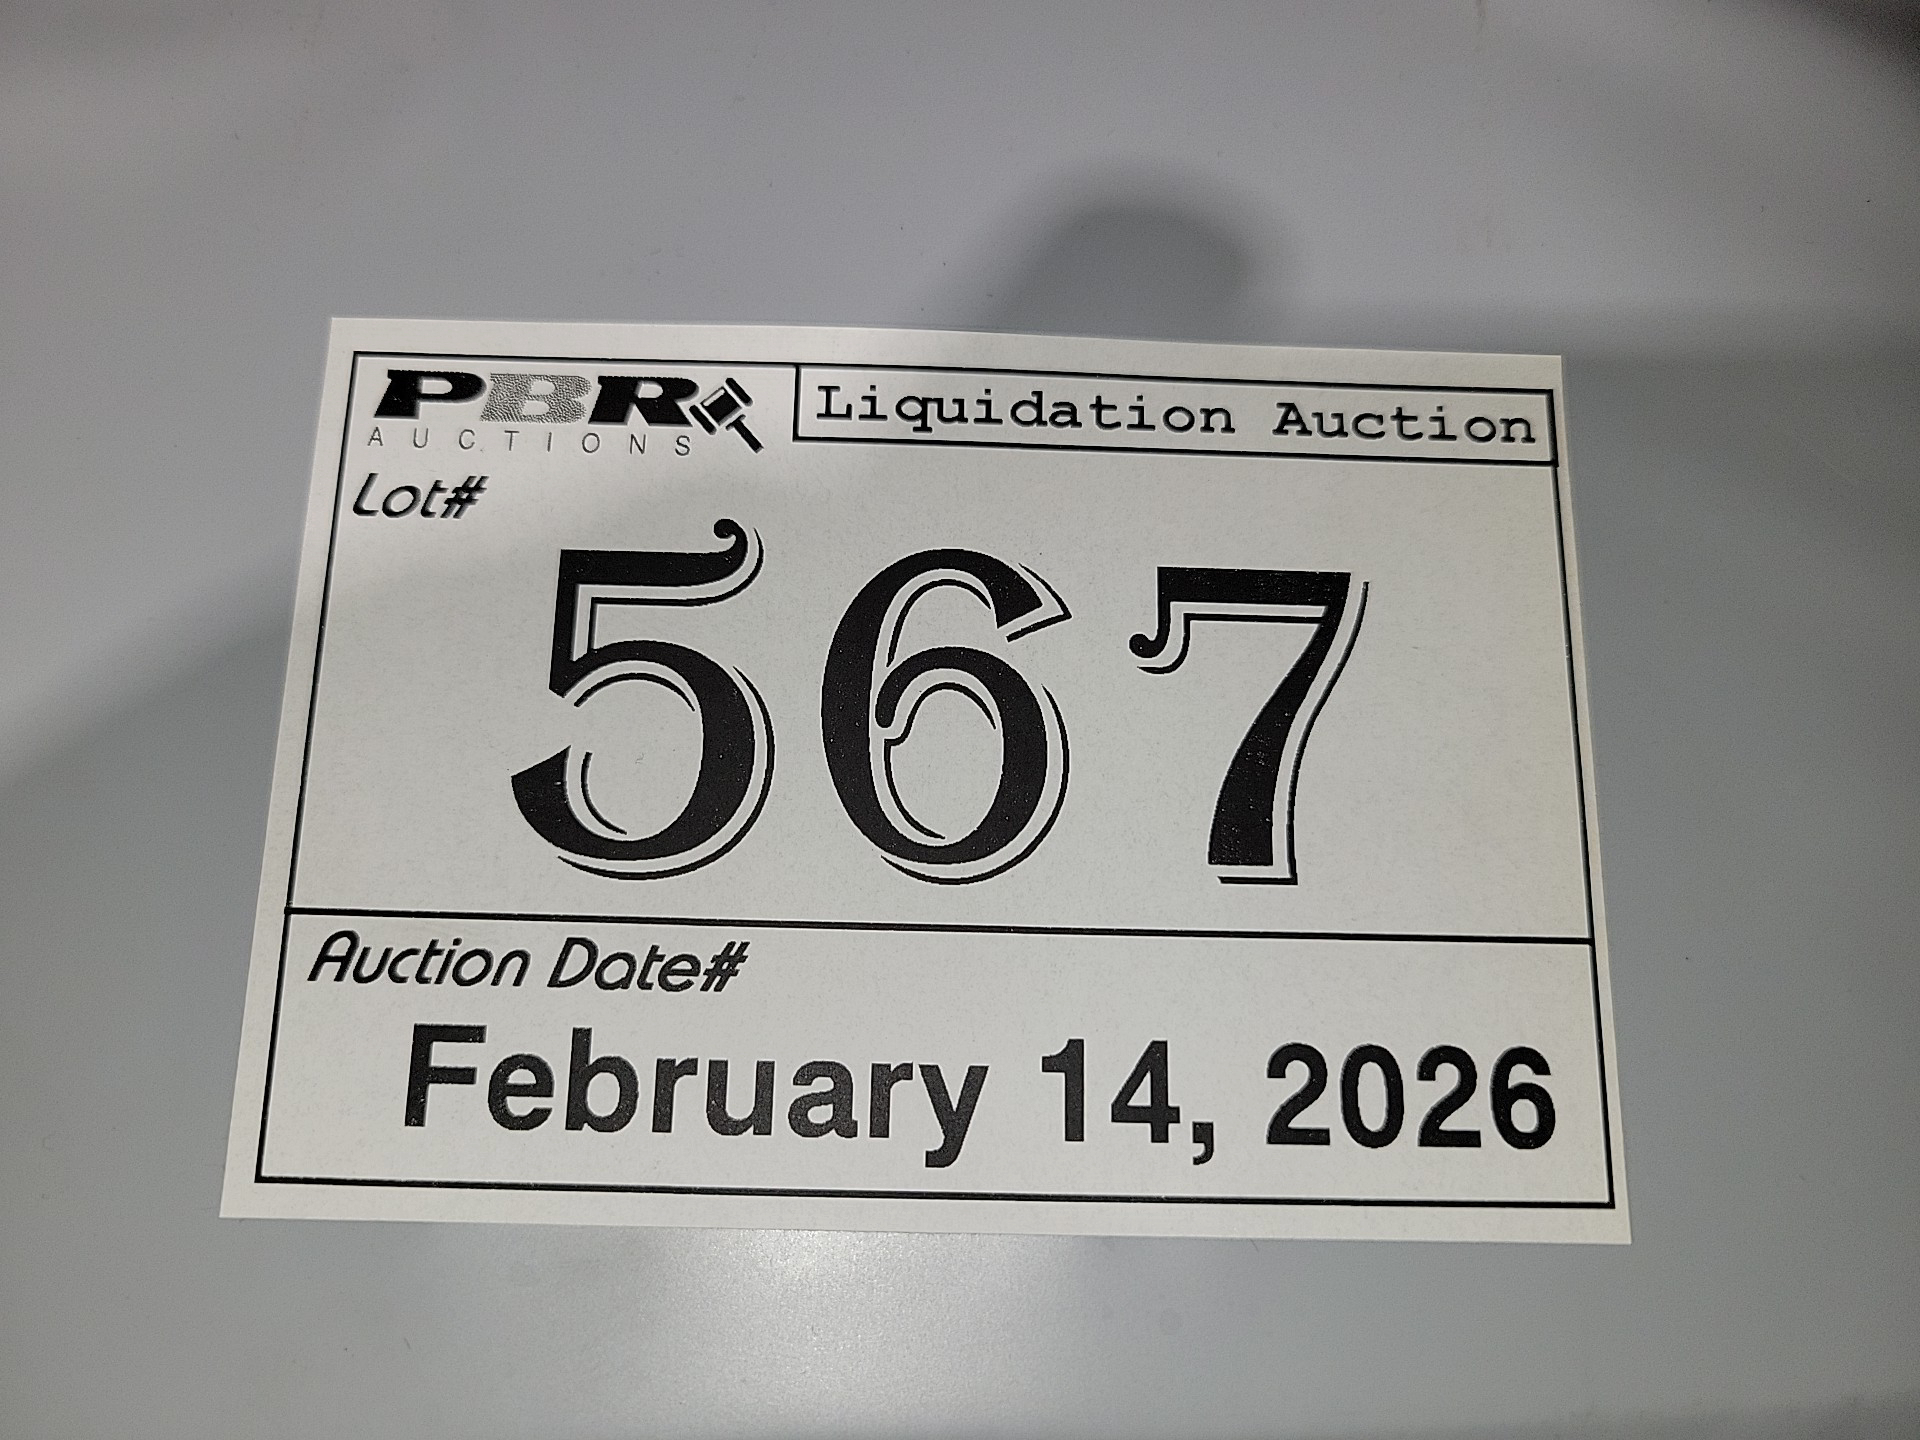 PBR
AUCTIONS
Liquidation Auction
Lot#
567
Auction Date#
February 14, 2026